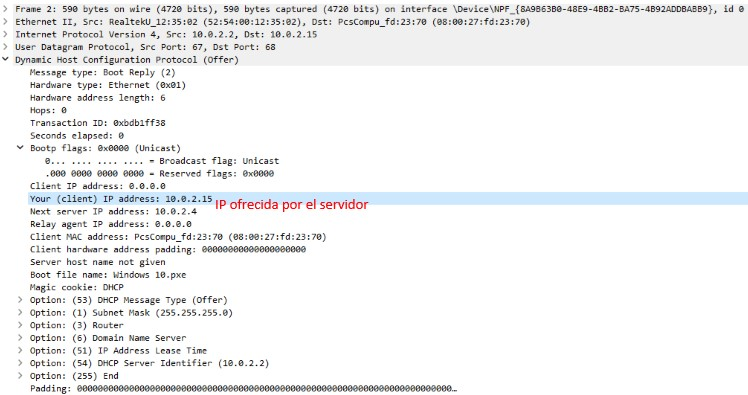 Frame 2: 590 bytes on wire (4720 bits), 590 bytes captured (4720 bits) on interface \Device\NPF_{8A9B63B0-48E9-4BB2-BA75-4B92ADDBABB9}, id 0
Ethernet II, Src: RealtekU_12:35:02 (52:54:00:12:35:02), Dst: PcsCompu_fd:23:70 (08:00:27:fd:23:70)
Internet Protocol Version 4, Src: 10.0.2.2, Dst: 10.0.2.15
User Datagram Protocol, Src Port: 67, Dst Port: 68
Dynamic Host Configuration Protocol (Offer)
Message type: Boot Reply (2)
Hardware type: Ethernet (0x01)
Hardware address length: 6
Hops: 0
Transaction ID: 0xbdb1ff38
Seconds elapsed: 0
Bootp flags: 0x0000 (Unicast)
0... .... .... .... = Broadcast flag: Unicast
.000 0000 0000 0000 = Reserved flags: 0x0000
Client IP address: 0.0.0.0
Your (client) IP address: 10.0.2.15 IP ofrecida por el servidor
Next server IP address: 10.0.2.4
Relay agent IP address: 0.0.0.0
Client MAC address: PcsCompu_fd:23:70 (08:00:27:fd:23:70)
Client hardware address padding: 00000000000000000000
Server host name not given
Boot file name: Windows 10.pxe
Magic cookie: DHCP
Option: (53) DHCP Message Type (Offer)
Option: (1) Subnet Mask (255.255.255.0)
Option: (3) Router
Option: (6) Domain Name Server
Option: (51) IP Address Lease Time
Option: (54) DHCP Server Identifier (10.0.2.2)
Option: (255) End
Padding: 000000000000000000000000000000000000000000000000000000000000000000000000…